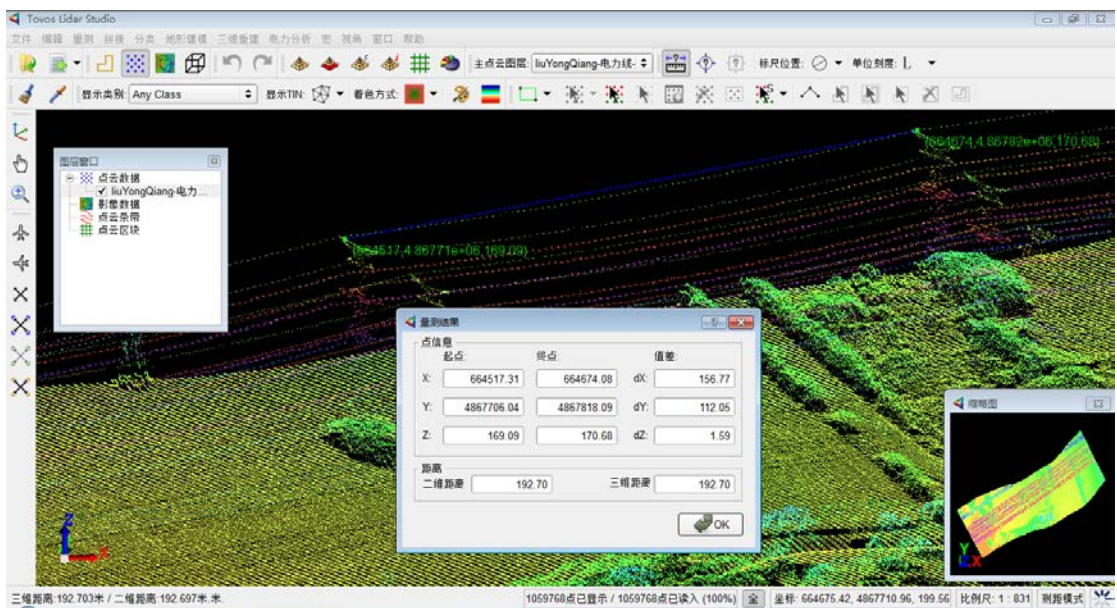 Tovos Lidar Studio
文件 编辑 量测 拼接 分类 地形建模 三维重建 电力分析 宏 视角 窗口 帮助
主点云图层: liuYongQiang-电力线- 标尺位置: 单位刻度:
显示类别: Any Class 显示TIN: 着色方式:
图层窗口
点云数据
liuYongQiang-电力...
影像数据
点云条带
点云区块
(664674,4.86782e+06,170.68)
(664517,4.86771e+06,169.09)
量测结果
点信息
起点: 终点: 值差:
X: 664517.31 664674.08 dX: 156.77
Y: 4867706.04 4867818.09 dY: 112.05
Z: 169.09 170.68 dZ: 1.59
距离
二维距离 192.70 三维距离 192.70
OK
缩略图
Y X
Z X
三维距离:192.703米 / 二维距离:192.697米.米. 1059768点已显示 / 1059768点已读入 (100%) 全 坐标: 664675.42, 4867710.96, 199.56 比例尺: 1 : 831 测距模式